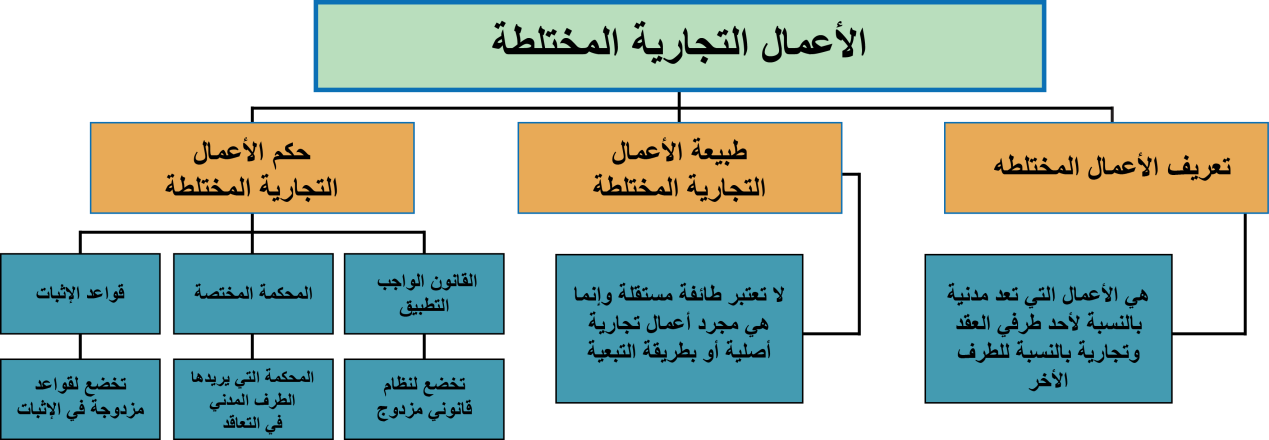 الأعمال التجارية المختلطة
تعريف الأعمال المختلطه
هي الأعمال التي تعد مدنية
بالنسبة لأحد طرفي العقد
وتجارية بالنسبة للطرف
الأخر
طبيعة الأعمال
التجارية المختلطة
لا تعتبر طائفة مستقلة وإنما
هي مجرد أعمال تجارية
أصلية أو بطريقة التبعية
حكم الأعمال
التجارية المختلطة
القانون الواجب
التطبيق
تخضع لنظام
قانوني مزدوج
المحكمة المختصة
المحكمة التي يريدها
الطرف المدني
في التعاقد
قواعد الإثبات
تخضع لقواعد
مزدوجة في الإثبات